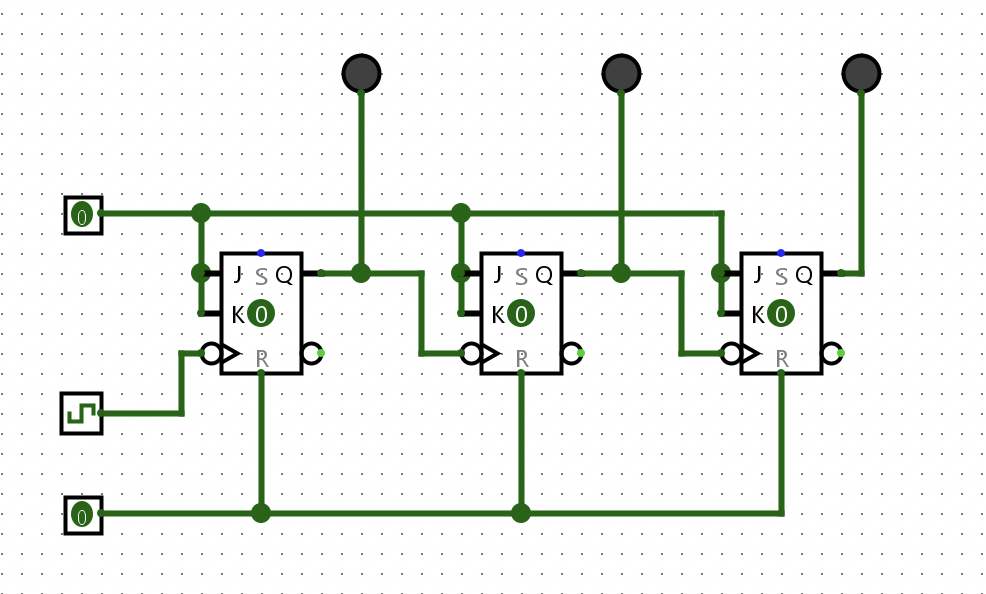 0
J S Q J S Q J S Q
K 0 K 0 K 0
R R R
0